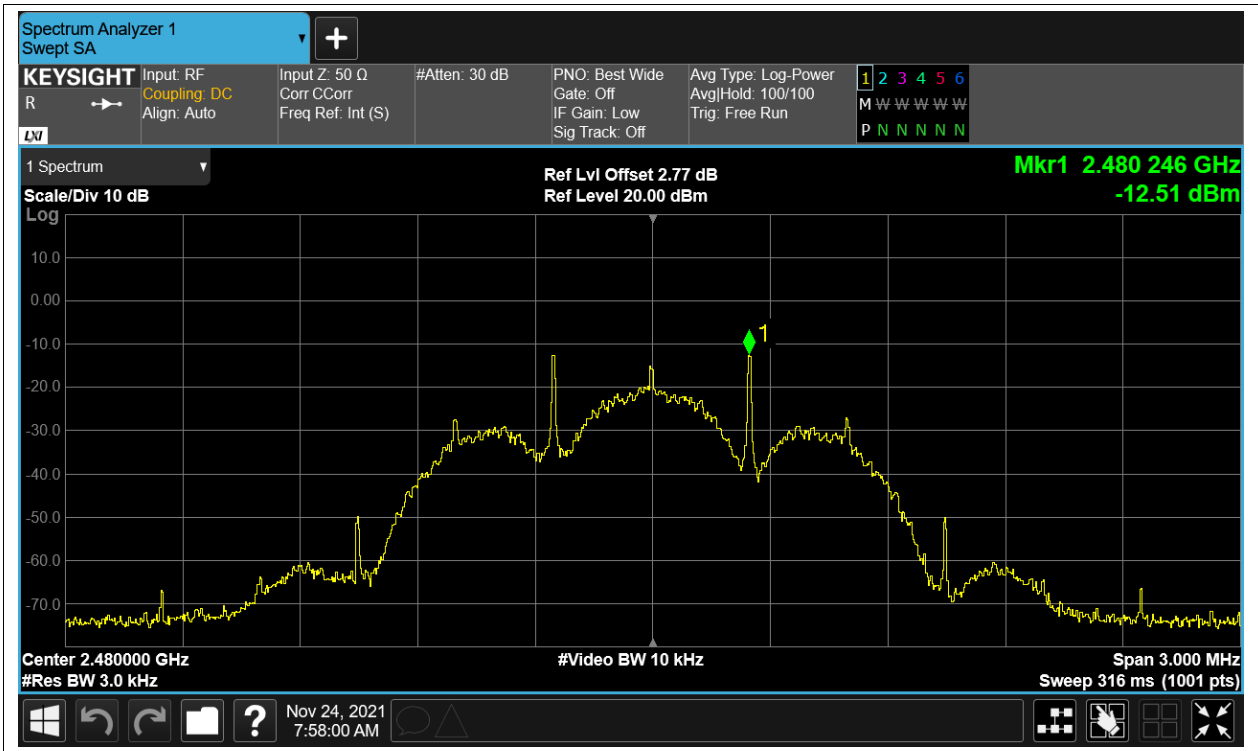 Spectrum Analyzer 1
Swept SA
KEYSIGHT
R
LXI
Input: RF
Coupling: DC
Align: Auto
Input Z: 50 Ω
Corr CCorr
Freq Ref: Int (S)
#Atten: 30 dB
PNO: Best Wide
Gate: Off
IF Gain: Low
Sig Track: Off
Avg Type: Log-Power
Avg|Hold: 100/100
Trig: Free Run
1 2 3 4 5 6
M W W W W W W
P N N N N N N
1 Spectrum
Scale/Div 10 dB
Log
Ref Lvl Offset 2.77 dB
Ref Level 20.00 dBm
Mkr1 2.480 246 GHz
-12.51 dBm
10.0
0.00
-10.0
-20.0
-30.0
-40.0
-50.0
-60.0
-70.0
1
Center 2.480000 GHz
#Res BW 3.0 kHz
#Video BW 10 kHz
Span 3.000 MHz
Sweep 316 ms (1001 pts)
?
Nov 24, 2021
7:58:00 AM